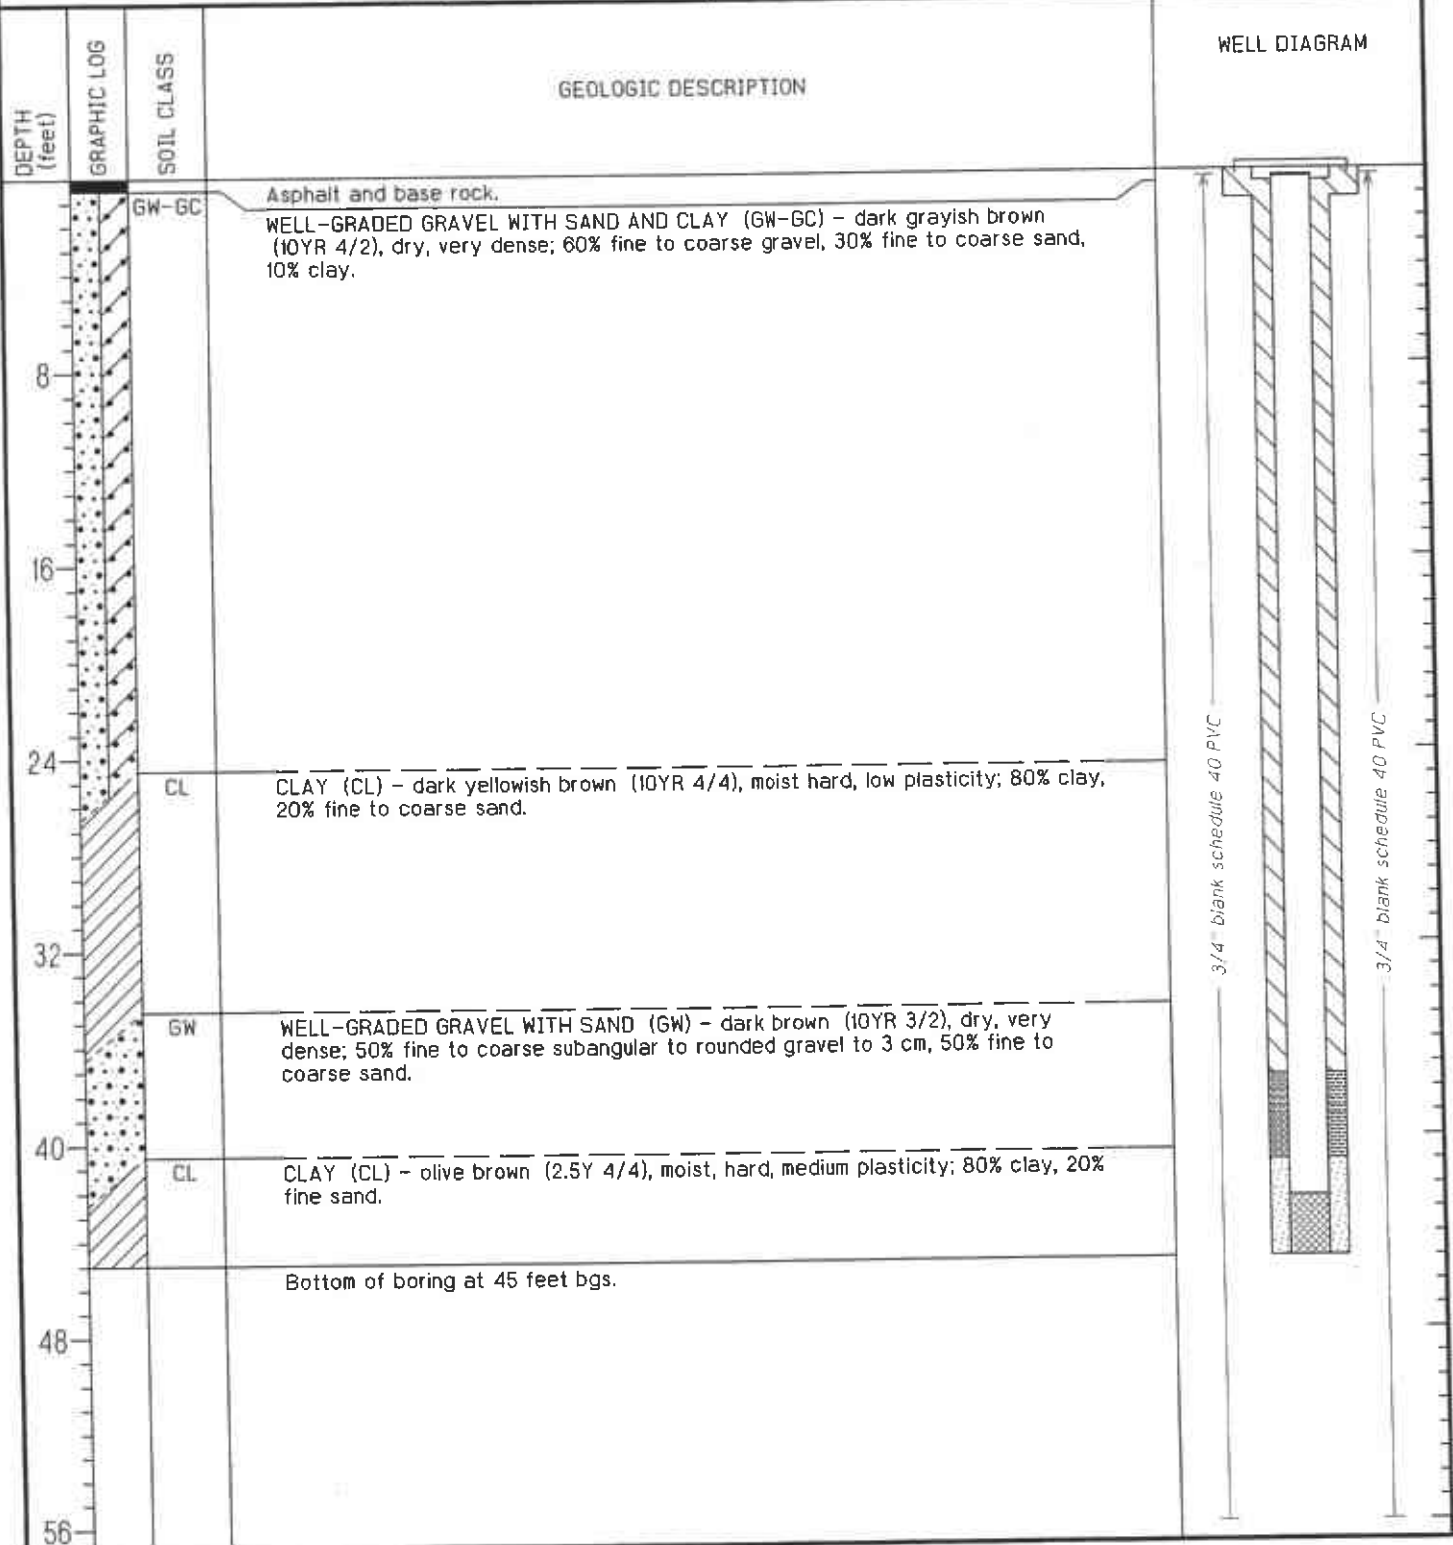 DEPTH
(feet)
GRAPHIC LOG
SOIL CLASS
GEOLOGIC DESCRIPTION
WELL DIAGRAM
Asphalt and base rock.
GW-GC
WELL-GRADED GRAVEL WITH SAND AND CLAY (GW-GC) - dark grayish brown
(10YR 4/2), dry, very dense; 60% fine to coarse gravel, 30% fine to coarse sand,
10% clay.
8
16
24
CL
CLAY (CL) - dark yellowish brown (10YR 4/4), moist hard, low plasticity; 80% clay,
20% fine to coarse sand.
3/4" blank schedule 40 PVC
3/4" blank schedule 40 PVC
32
GW
WELL-GRADED GRAVEL WITH SAND (GW) - dark brown (10YR 3/2), dry, very
dense; 50% fine to coarse subangular to rounded gravel to 3 cm, 50% fine to
coarse sand.
40
CL
CLAY (CL) - olive brown (2.5Y 4/4), moist, hard, medium plasticity; 80% clay, 20%
fine sand.
Bottom of boring at 45 feet bgs.
48
56